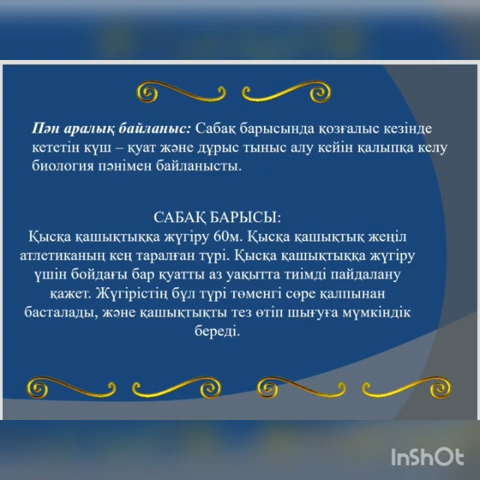 Пән аралық байланыс: Сабақ барысында қозғалыс кезінде
кететін күш – қуат және дұрыс тыныс алу кейін қалыпқа келу
биология пәнімен байланысты.
САБАҚ БАРЫСЫ:
Қысқа қашықтыққа жүгіру 60м. Қысқа қашықтық жеңіл
атлетиканың кең таралған түрі. Қысқа қашықтыққа жүгіру
үшін бойдағы бар қуатты аз уақытта тиімді пайдалану
қажет. Жүгірістің бұл түрі төменгі сөре қалпынан
басталады, және қашықтықты тез өтіп шығуға мүмкіндік
береді.
InShOt